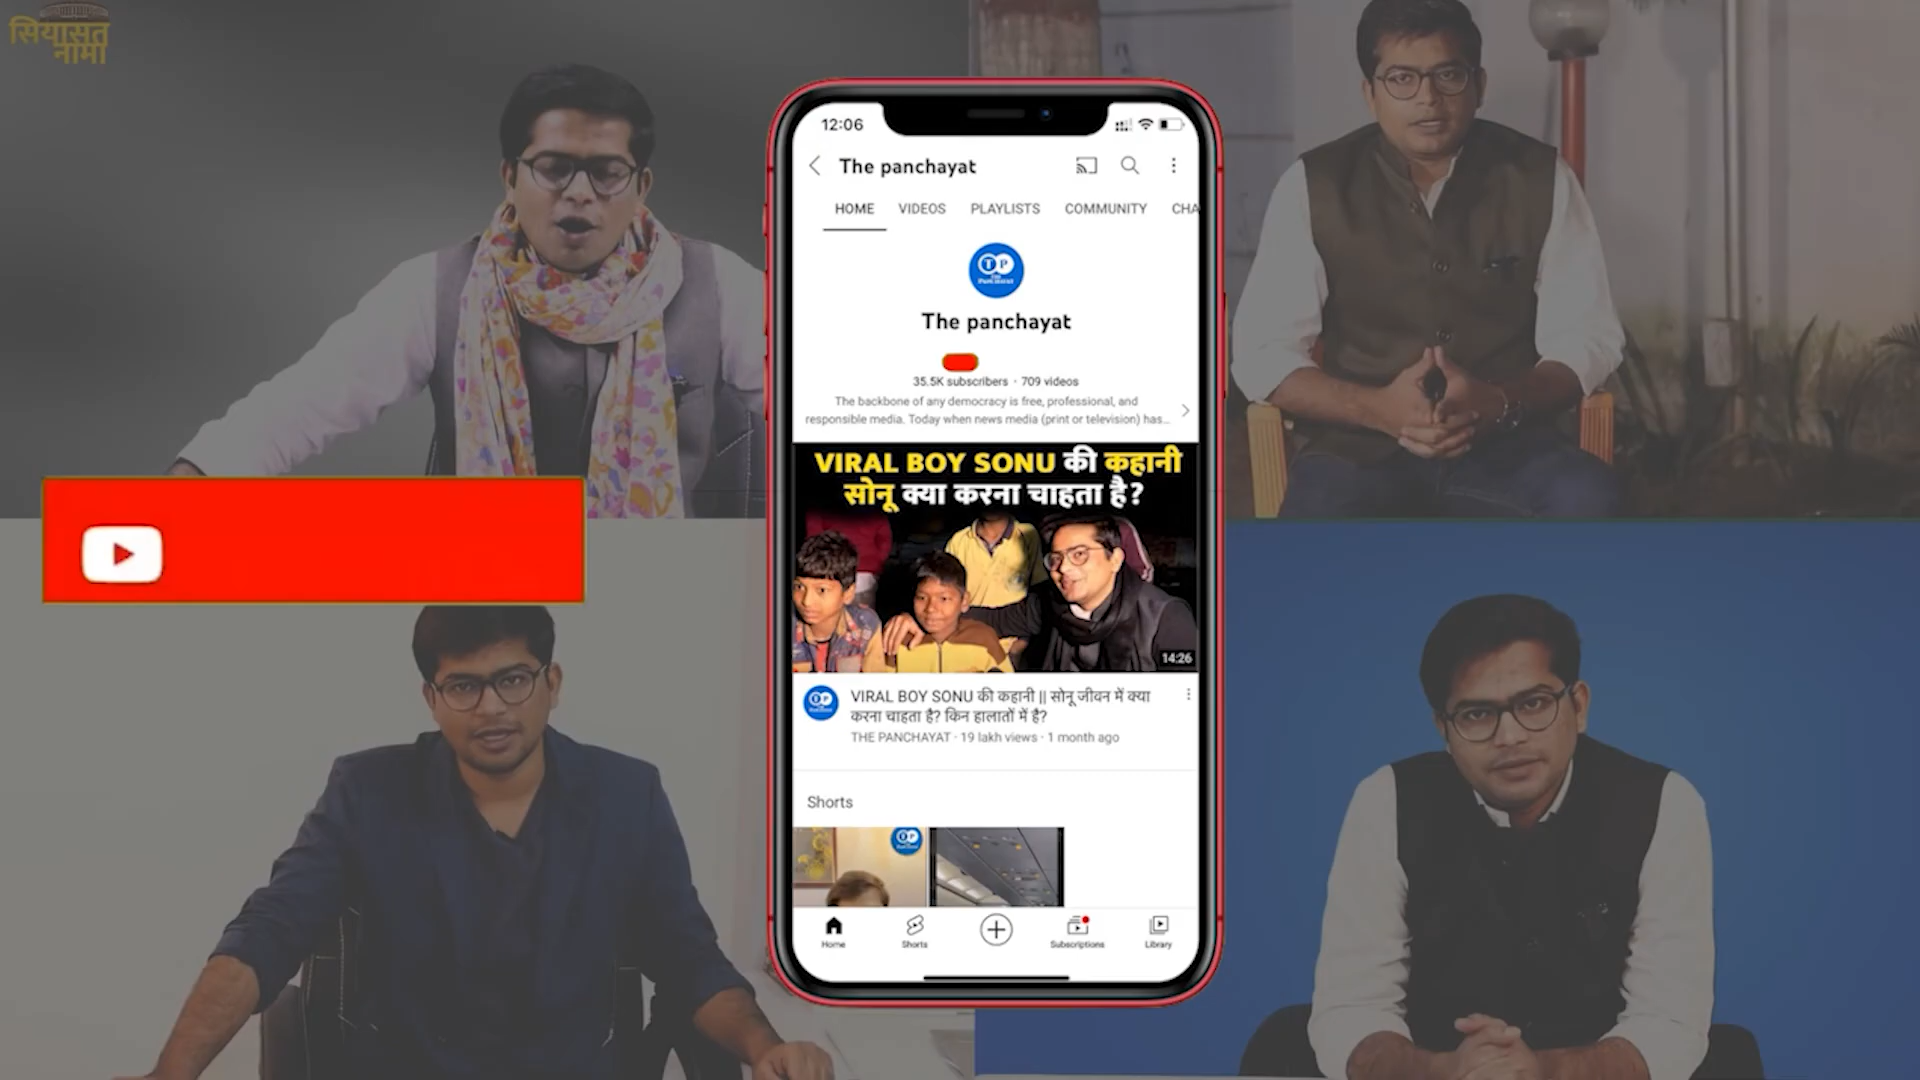 सियासत
नामा
12:06
The panchayat
HOME VIDEOS PLAYLISTS COMMUNITY CHA
TP
THE
PANCHAYAT
The panchayat
35.5K subscribers · 709 videos
The backbone of any democracy is free, professional, and
responsible media. Today when news media (print or television) has...
VIRAL BOY SONU की कहानी
सोनू क्या करना चाहता है?
14:26
VIRAL BOY SONU की कहानी || सोनू जीवन में क्या
करना चाहता है? किन हालातों में है?
THE PANCHAYAT · 19 lakh views · 1 month ago
Shorts
Home Shorts Subscriptions Library